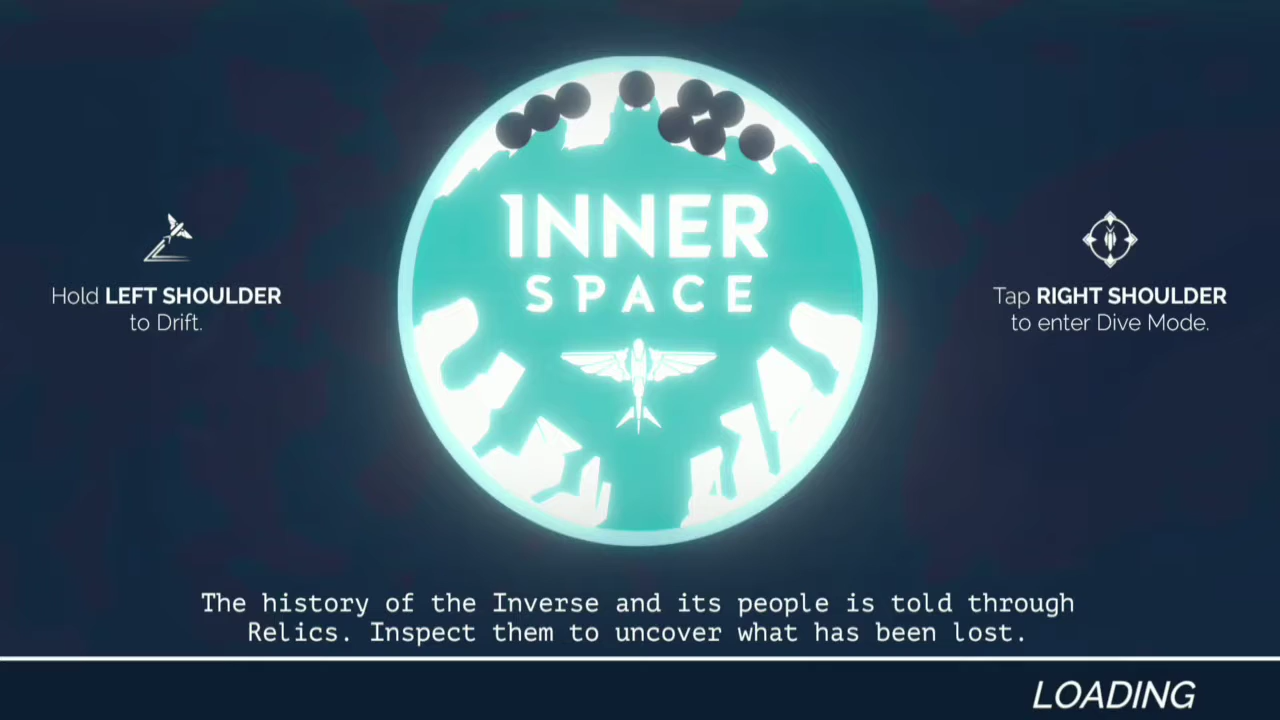 INNER
SPACE
Hold LEFT SHOULDER
to Drift.
Tap RIGHT SHOULDER
to enter Dive Mode.
The history of the Inverse and its people is told through
Relics. Inspect them to uncover what has been lost.
LOADING